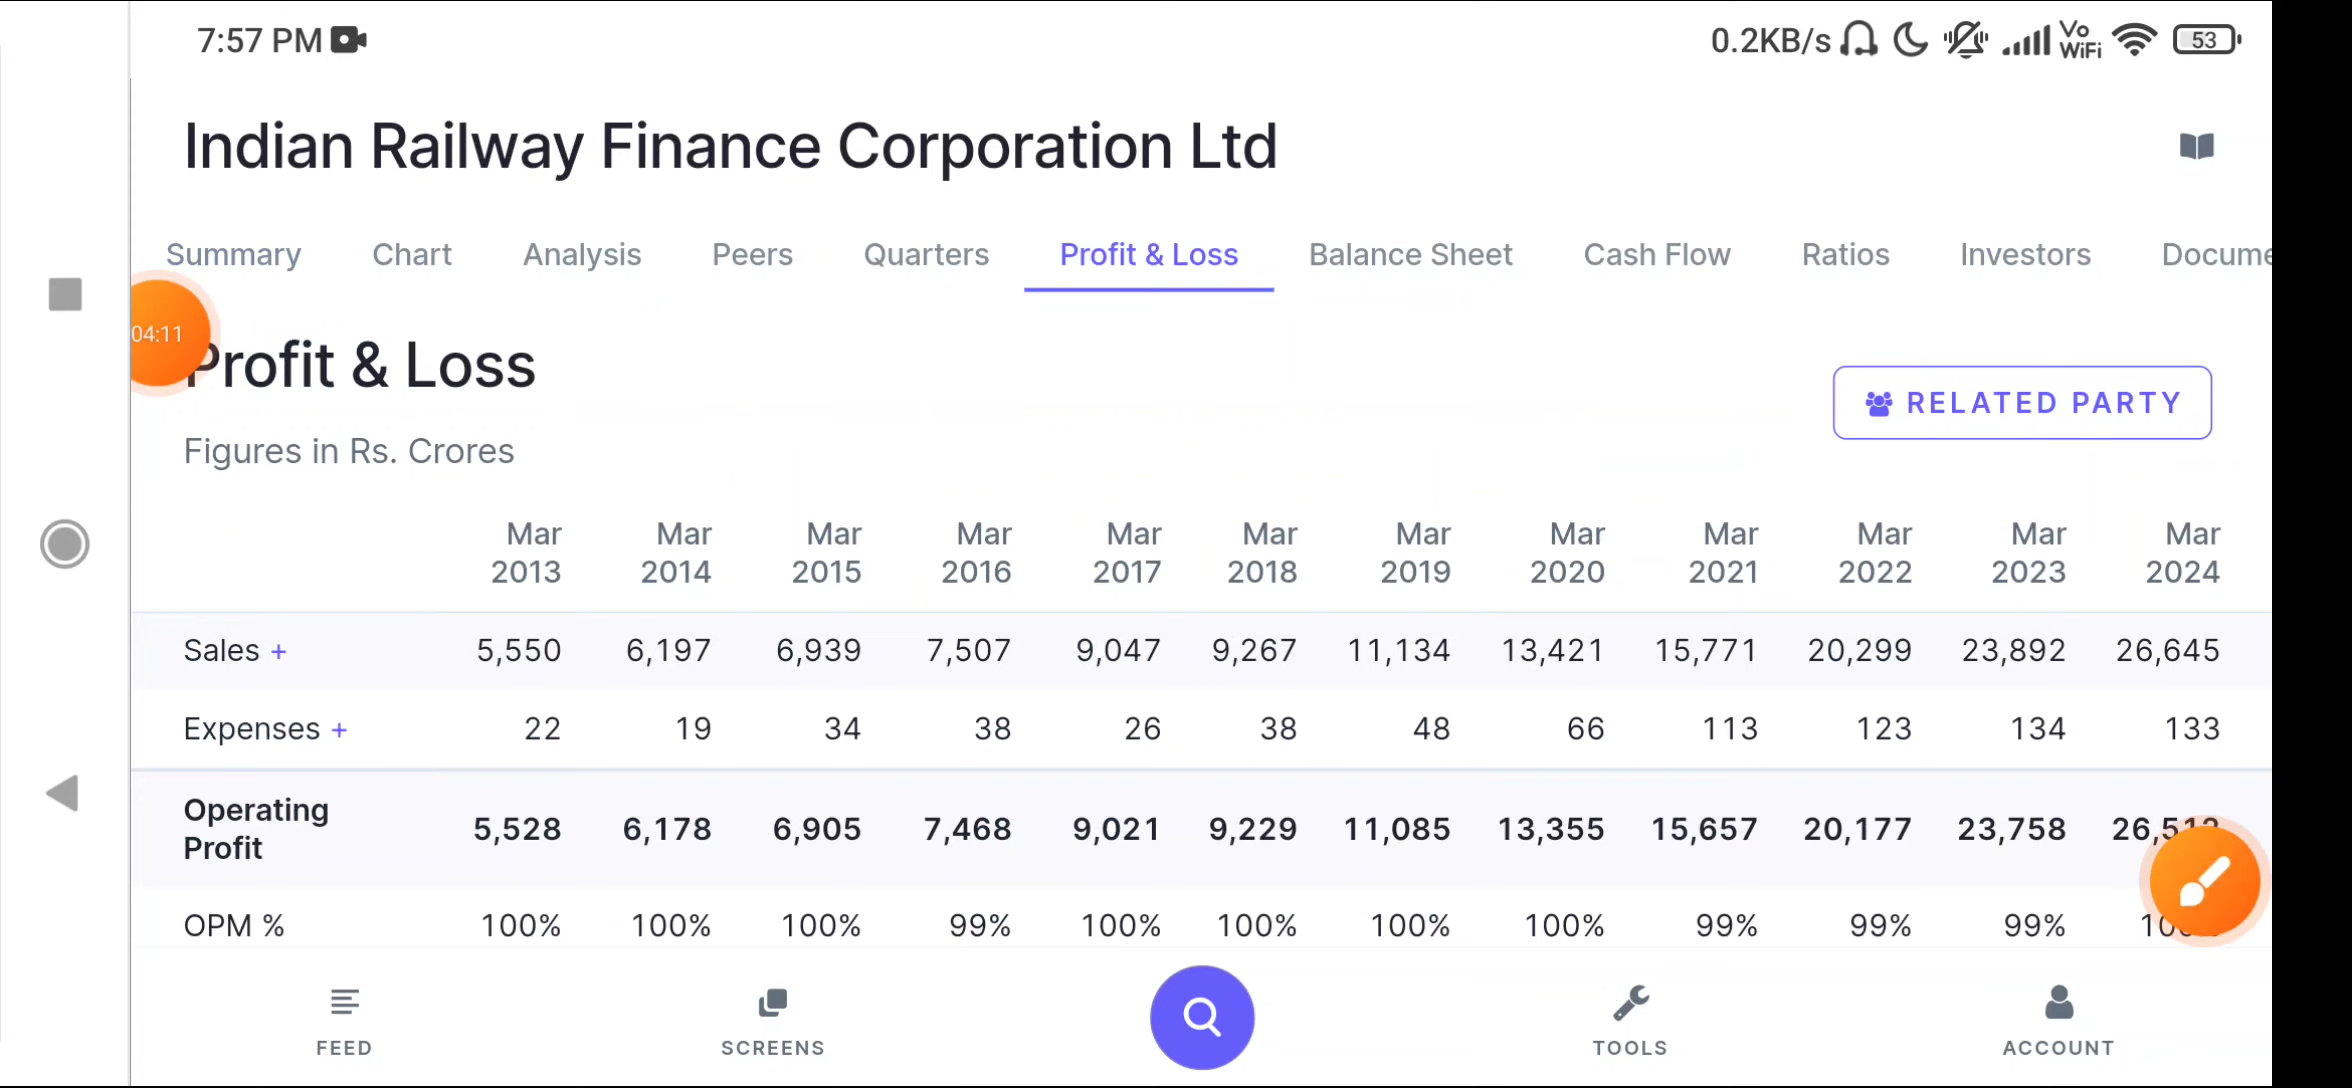 7:57 PM 0.2KB/s Vo WiFi 53
Indian Railway Finance Corporation Ltd
Summary Chart Analysis Peers Quarters Profit & Loss Balance Sheet Cash Flow Ratios Investors Docume
04:11
Profit & Loss
RELATED PARTY
Figures in Rs. Crores
Mar Mar Mar Mar Mar Mar Mar Mar Mar Mar Mar Mar
2013 2014 2015 2016 2017 2018 2019 2020 2021 2022 2023 2024
Sales + 5,550 6,197 6,939 7,507 9,047 9,267 11,134 13,421 15,771 20,299 23,892 26,645
Expenses + 22 19 34 38 26 38 48 66 113 123 134 133
Operating
Profit 5,528 6,178 6,905 7,468 9,021 9,229 11,085 13,355 15,657 20,177 23,758 26,512
OPM % 100% 100% 100% 99% 100% 100% 100% 100% 99% 99% 99%
FEED SCREENS TOOLS ACCOUNT